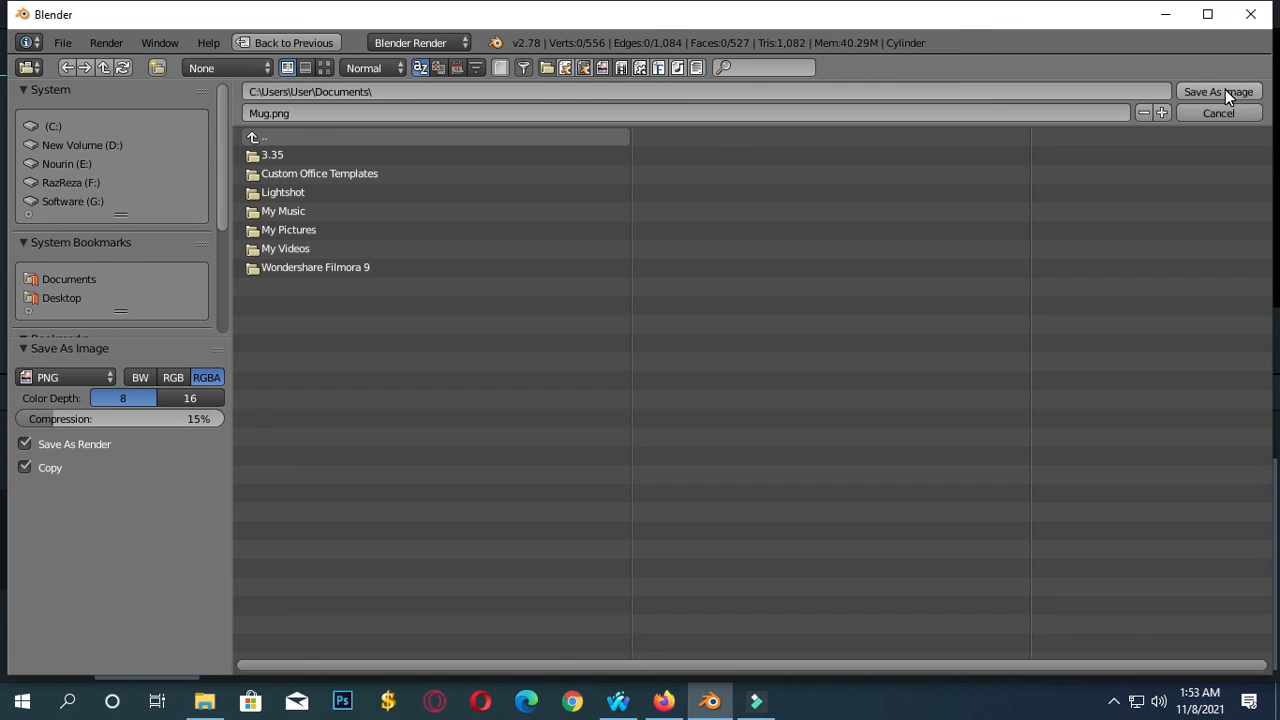 Blender
File Render Window Help Back to Previous Blender Render v2.78 | Verts:0/556 | Edges:0/1,084 | Faces:0/527 | Tris:1,082 | Mem:40.29M | Cylinder
None Normal
System
C:\Users\User\Documents\ Save As Image
Mug.png Cancel
(C:)
New Volume (D:)
Nourin (E:)
RazReza (F:)
Software (G:)
System Bookmarks
Documents
Desktop
Save As Image
PNG BW RGB RGBA
Color Depth: 8 16
Compression: 15%
Save As Render
Copy
..
3.35
Custom Office Templates
Lightshot
My Music
My Pictures
My Videos
Wondershare Filmora 9
1:53 AM
11/8/2021